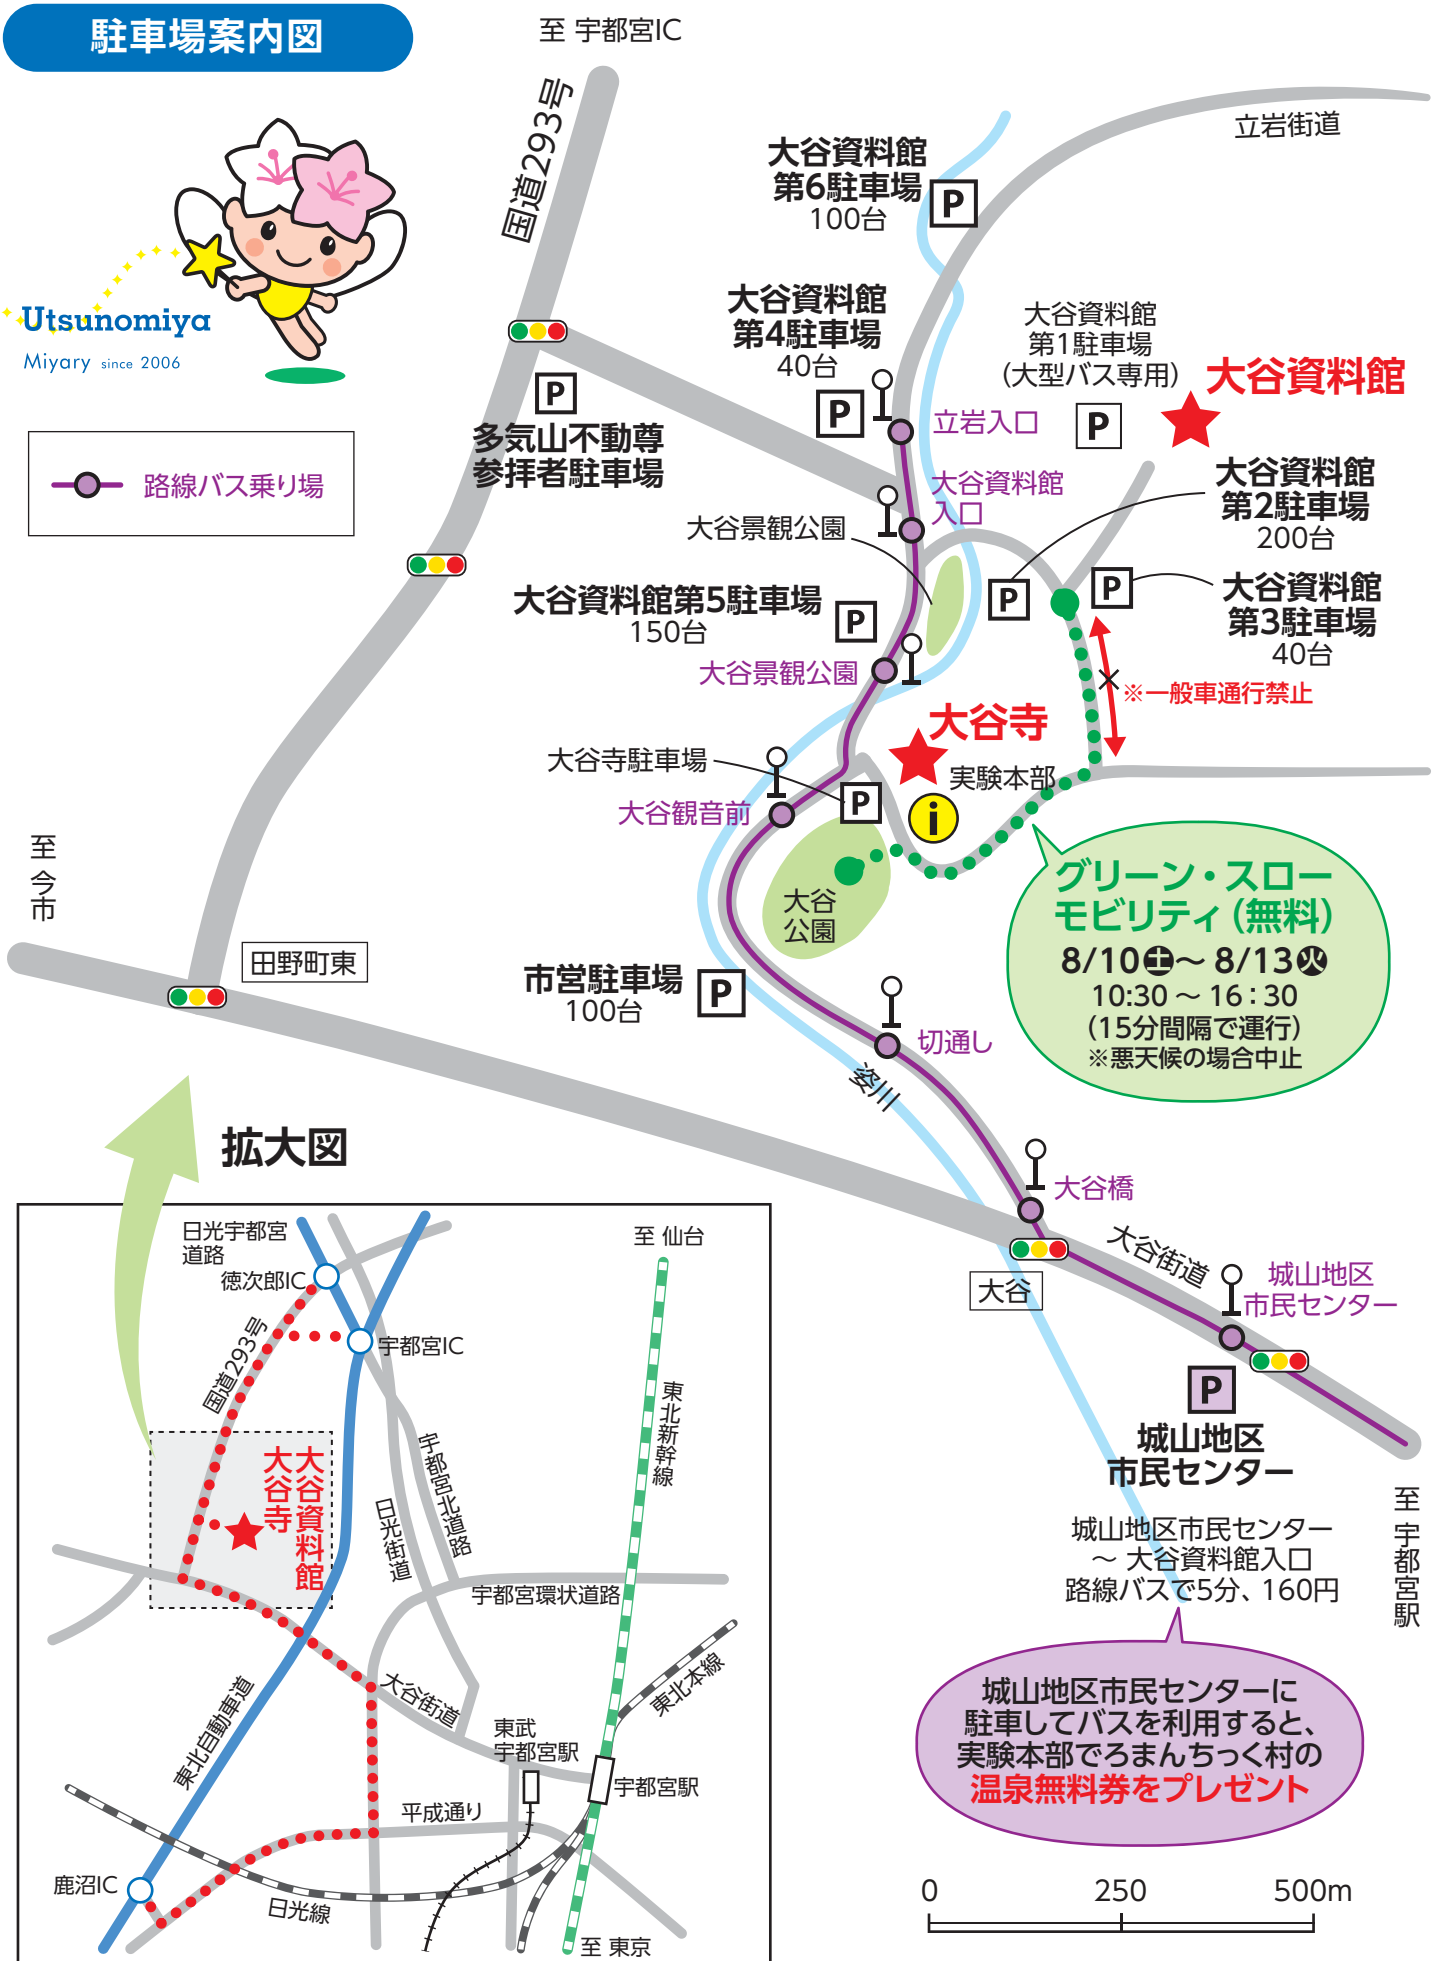 駐車場案内図
至 宇都宮IC
国道293号
立岩街道
Utsunomiya
Miyary since 2006
路線バス乗り場
大谷資料館
第6駐車場
100台
P
大谷資料館
第4駐車場
40台
P
大谷資料館
第1駐車場
(大型バス専用)
P
大谷資料館
P
多気山不動尊
参拝者駐車場
立岩入口
大谷資料館
入口
大谷資料館
第2駐車場
200台
P
大谷景観公園
大谷資料館第5駐車場
150台
P
P
大谷資料館
第3駐車場
40台
大谷景観公園
※一般車通行禁止
大谷寺
大谷寺駐車場
P
実験本部
i
大谷観音前
大谷
公園
グリーン・スロー
モビリティ(無料)
8/10土～8/13火
10:30 ～ 16:30
(15分間隔で運行)
※悪天候の場合中止
至 今市
田野町東
市営駐車場
100台
P
切通し
姿川
大谷橋
大谷街道
大谷
城山地区
市民センター
P
城山地区
市民センター
至 宇都宮駅
城山地区市民センター
～ 大谷資料館入口
路線バスで5分、160円
城山地区市民センターに
駐車してバスを利用すると、
実験本部でろまんちっく村の
温泉無料券をプレゼント
0 250 500m
拡大図
日光宇都宮
道路
徳次郎IC
至 仙台
宇都宮IC
国道293号
東北新幹線
宇都宮北道路
日光街道
大谷資料館
大谷寺
宇都宮環状道路
東北本線
大谷街道
東北自動車道
東武
宇都宮駅
宇都宮駅
平成通り
鹿沼IC
日光線
至 東京